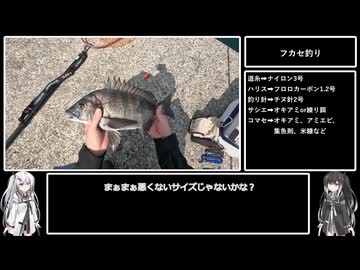 フカセ釣り
道糸➡ナイロン3号
ハリス➡フロロカーボン1.2号
釣り針➡チヌ針2号
サシエ➡オキアミor練り餌
コマセ➡オキアミ、アミエビ、
集魚剤、米糠など
まぁまぁ悪くないサイズじゃないかな？